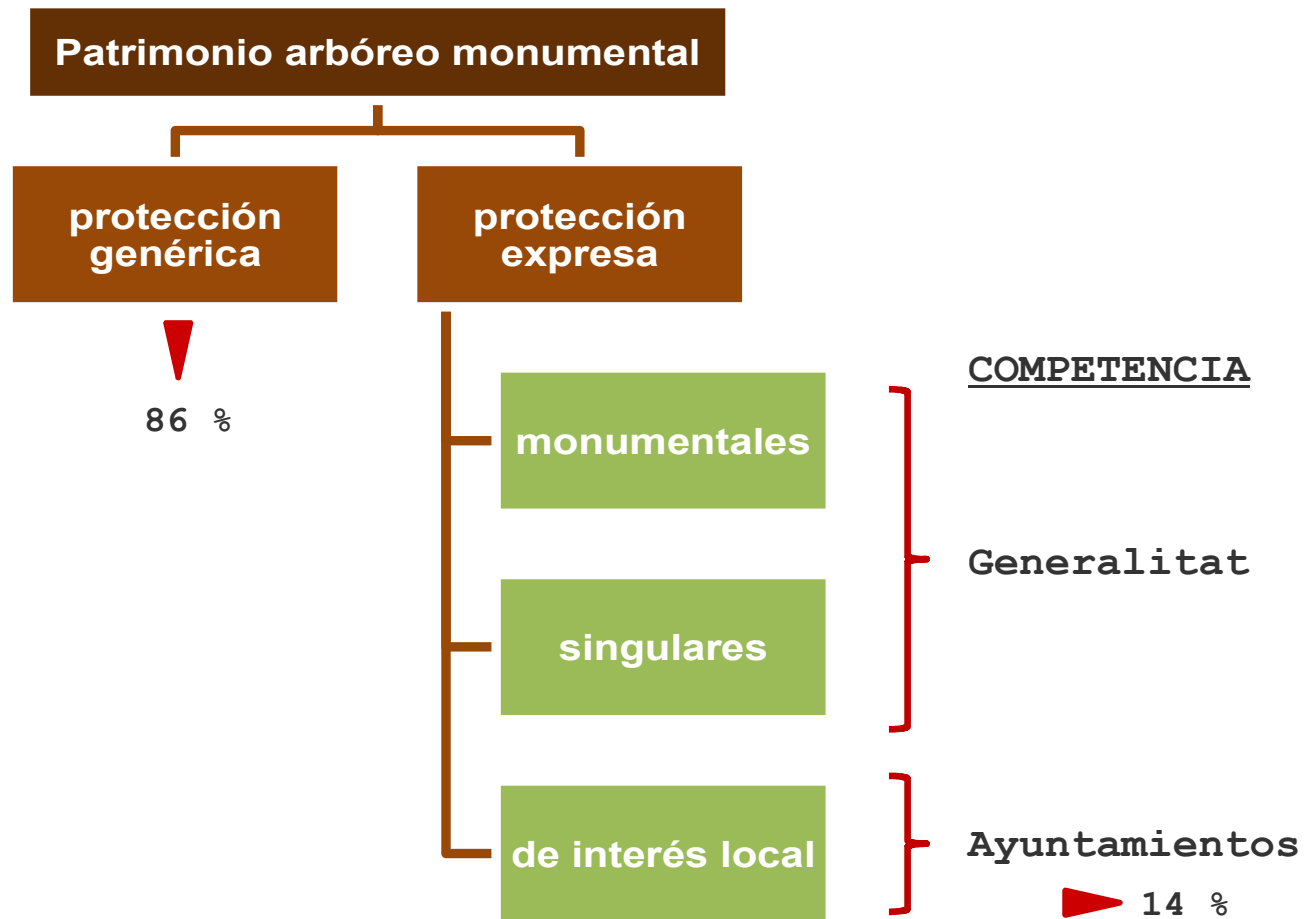 Patrimonio arbóreo monumental
protección
genérica
protección
expresa
86 %
COMPETENCIA
monumentales
Generalitat
singulares
de interés local
Ayuntamientos
14 %